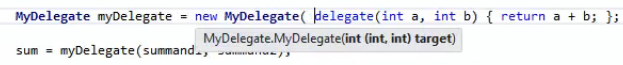 MyDelegate myDelegate = new MyDelegate( delegate(int a, int b) { return a + b; };
MyDelegate.MyDelegate(int (int, int) target)
sum = myDelegate(summand1, summand2);